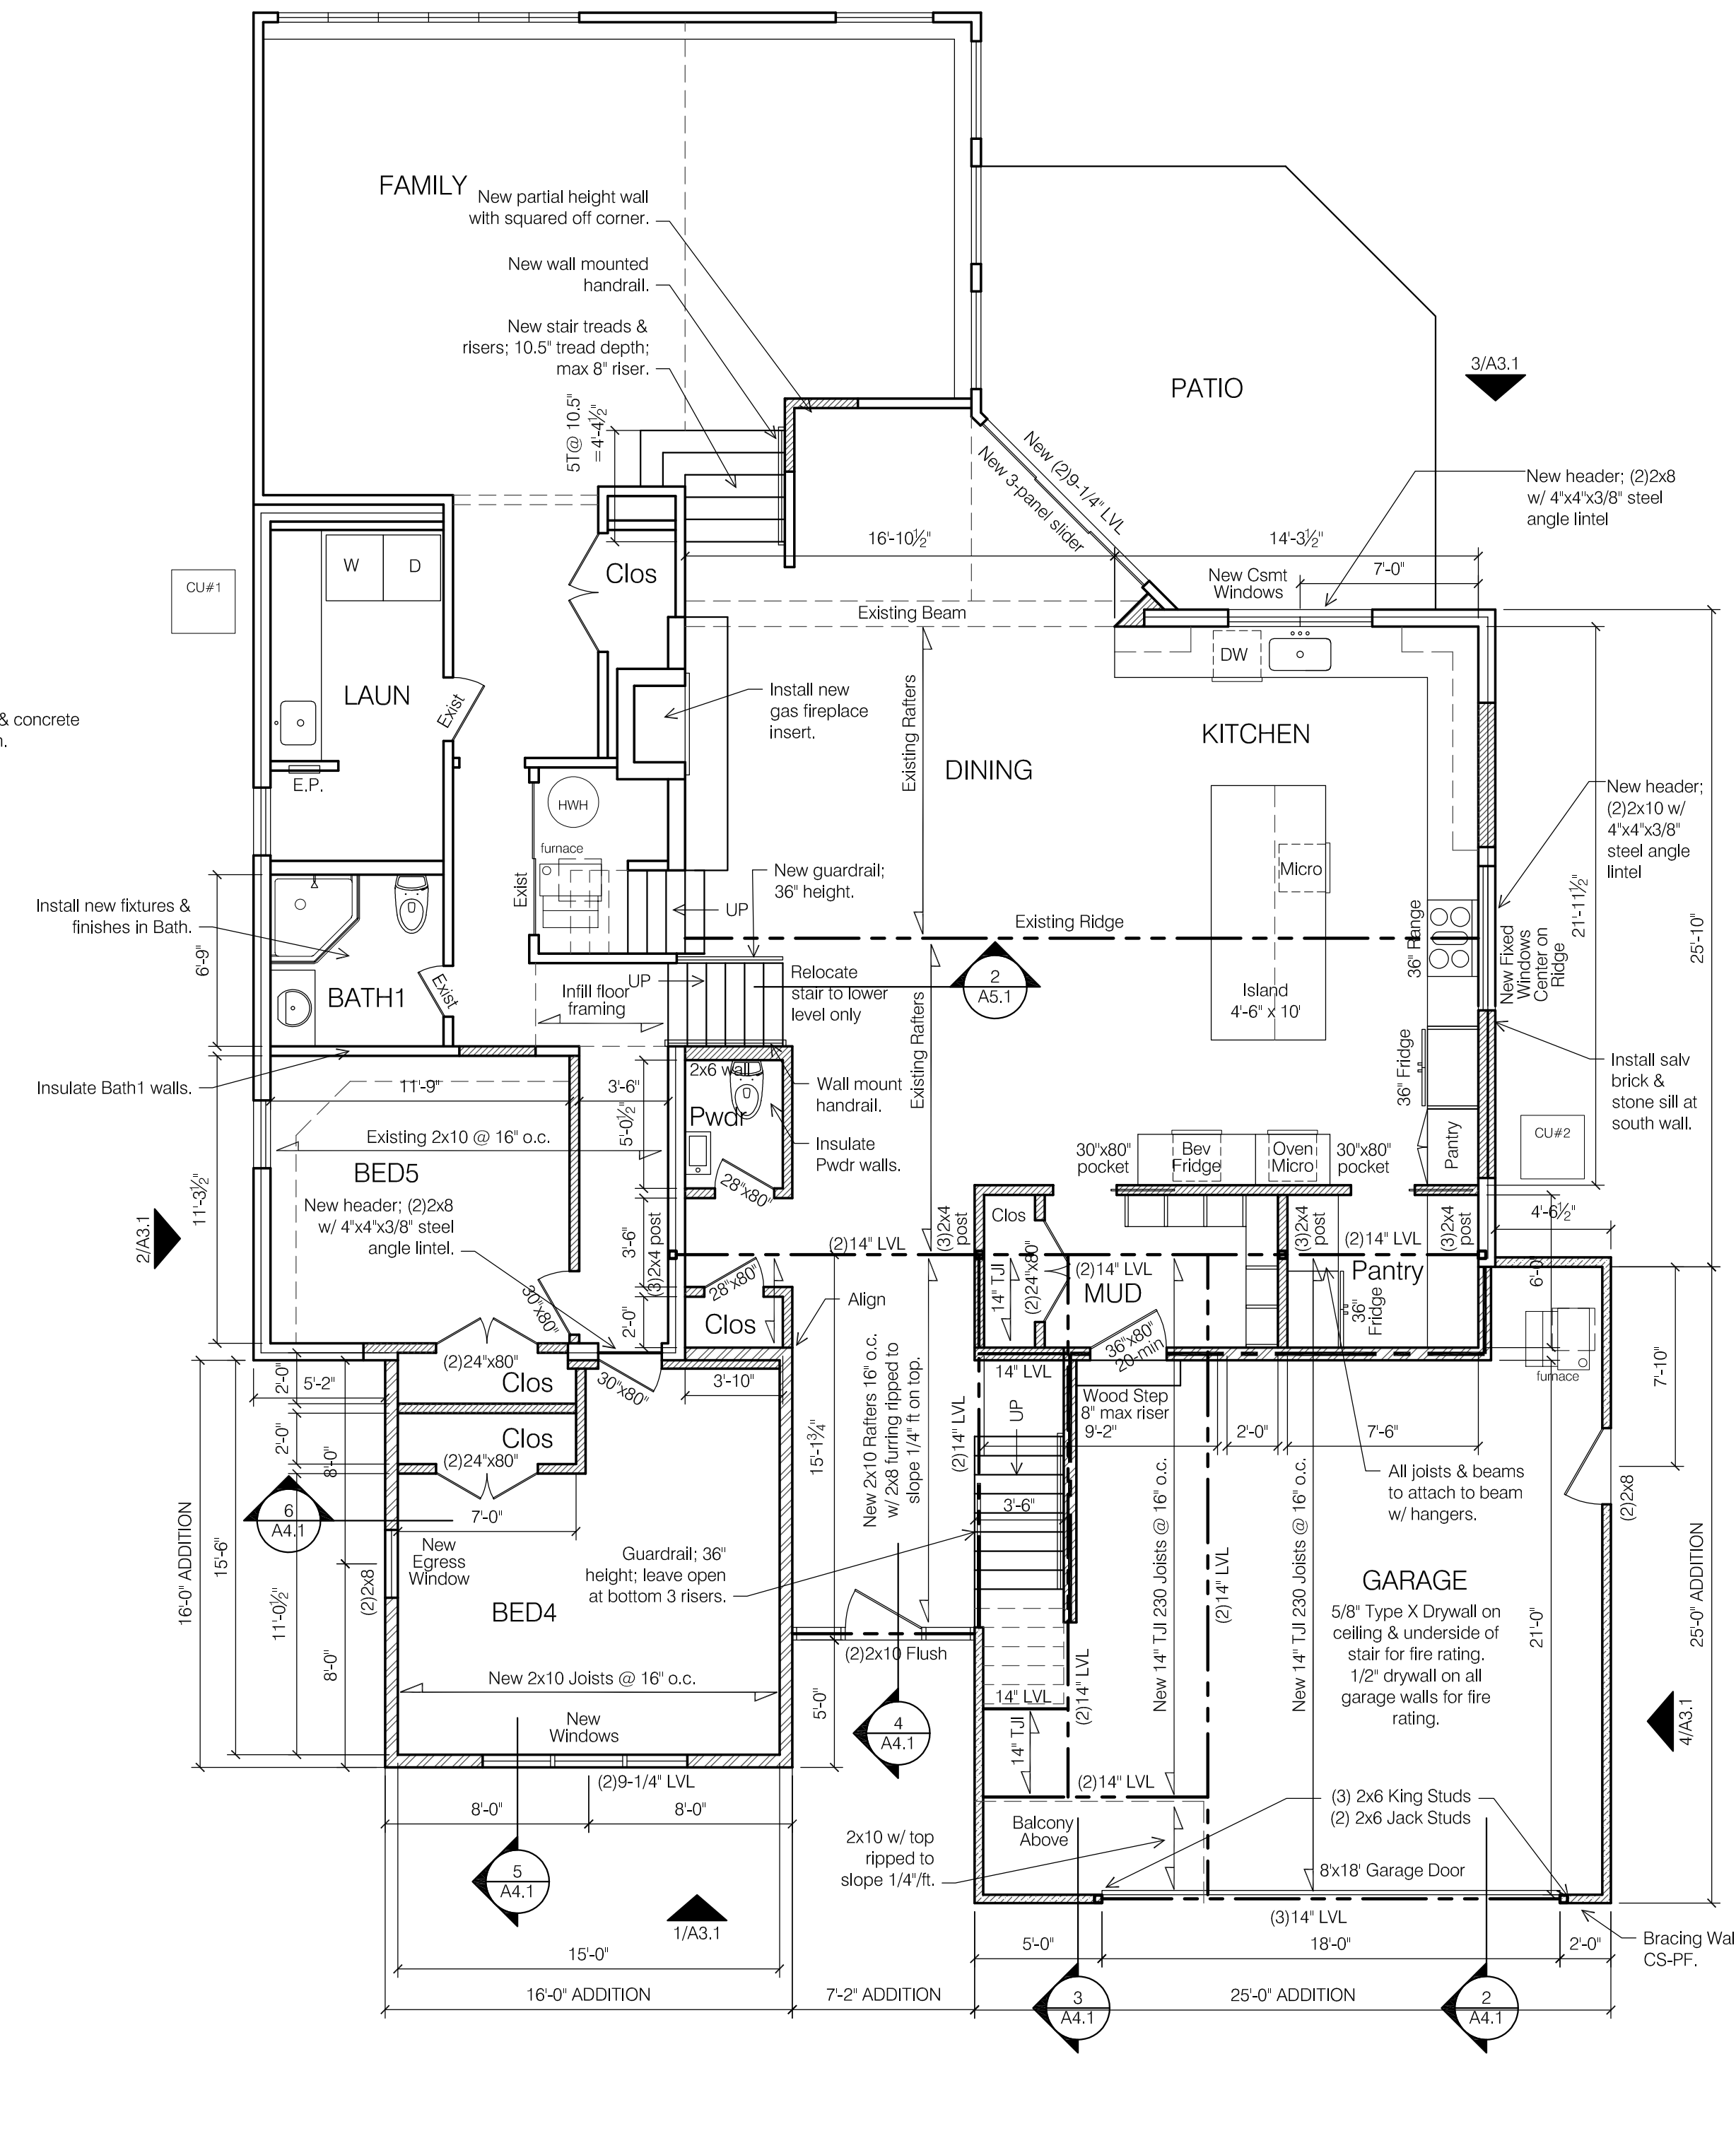 FAMILY
New partial height wall
with squared off corner.
New wall mounted
handrail.
New stair treads &
risers; 10.5" tread depth;
max 8" riser.
5T@ 10.5"
=4'-4½"
PATIO
3/A3.1
New (2)9-1/4" LVL
New 3-panel slider
New header; (2)2x8
w/ 4"x4"x3/8" steel
angle lintel
16'-10½"
14'-3½"
7'-0"
New Csmt
Windows
CU#1
W
D
Clos
Existing Beam
DW
LAUN
Exist
E.P.
Install new
gas fireplace
insert.
Existing Rafters
KITCHEN
DINING
& concrete
HWH
furnace
Exist
Micro
New header;
(2)2x10 w/
4"x4"x3/8"
steel angle
lintel
21'-11½"
25'-10"
New guardrail;
36" height.
UP
Existing Ridge
36" Range
New Fixed
Windows
Center on
Ridge
Install new fixtures &
finishes in Bath.
6'-9"
BATH1
Exist
UP
Infill floor
framing
Relocate
stair to lower
level only
2
A5.1
Island
4'-6" x 10'
Existing Rafters
36" Fridge
Install salv
brick &
stone sill at
south wall.
Insulate Bath1 walls.
11'-9"
3'-6"
2x6 wall
Wall mount
handrail.
Pwdr
5'-0½"
Existing 2x10 @ 16" o.c.
BED5
Insulate
Pwdr walls.
28"x80"
30"x80"
pocket
Bev
Fridge
Oven
Micro
30"x80"
pocket
Pantry
CU#2
11'-3½"
2/A3.1
New header; (2)2x8
w/ 4"x4"x3/8" steel
angle lintel.
3'-6"
(3)2x4 post
(2)14" LVL
(3)2x4
post
Clos
(2)24"x80"
14" TJI
(2)14" LVL
MUD
(3)2x4
post
(2)14" LVL
(3)2x4
post
4'-6½"
6'-0"
Pantry
36"
Fridge
28"x80"
Clos
2'-0"
30"x80"
Align
36"x80"
20-min
furnace
7'-10"
2'-0"
5'-2"
(2)24"x80"
Clos
30"x80"
3'-10"
14" LVL
UP
Wood Step
8" max riser
9'-2"
2'-0"
7'-6"
2'-0"
8'-0"
Clos
(2)24"x80"
15'-1¾"
New 2x10 Rafters 16" o.c.
w/ 2x8 furring ripped to
slope 1/4" ft on top.
(2)14" LVL
All joists & beams
to attach to beam
w/ hangers.
(2)2x8
6
A4.1
7'-0"
3'-6"
16'-0" ADDITION
15'-6"
11'-0½"
New
Egress
Window
(2)2x8
Guardrail; 36"
height; leave open
at bottom 3 risers.
BED4
New 14" TJI 230 Joists @ 16" o.c.
(2)14" LVL
New 14" TJI 230 Joists @ 16" o.c.
GARAGE
5/8" Type X Drywall on
ceiling & underside of
stair for fire rating.
1/2" drywall on all
garage walls for fire
rating.
21'-0"
25'-0" ADDITION
8'-0"
(2)2x10 Flush
New 2x10 Joists @ 16" o.c.
5'-0"
14" LVL
(2)14" LVL
14" TJI
4
A4.1
4/A3.1
New
Windows
(2)9-1/4" LVL
(2)14" LVL
8'-0"
8'-0"
Balcony
Above
(3) 2x6 King Studs
(2) 2x6 Jack Studs
2x10 w/ top
ripped to
slope 1/4"/ft.
8'x18' Garage Door
5
A4.1
1/A3.1
(3)14" LVL
5'-0"
18'-0"
2'-0"
Bracing Wal
CS-PF.
15'-0"
16'-0" ADDITION
7'-2" ADDITION
25'-0" ADDITION
3
A4.1
2
A4.1